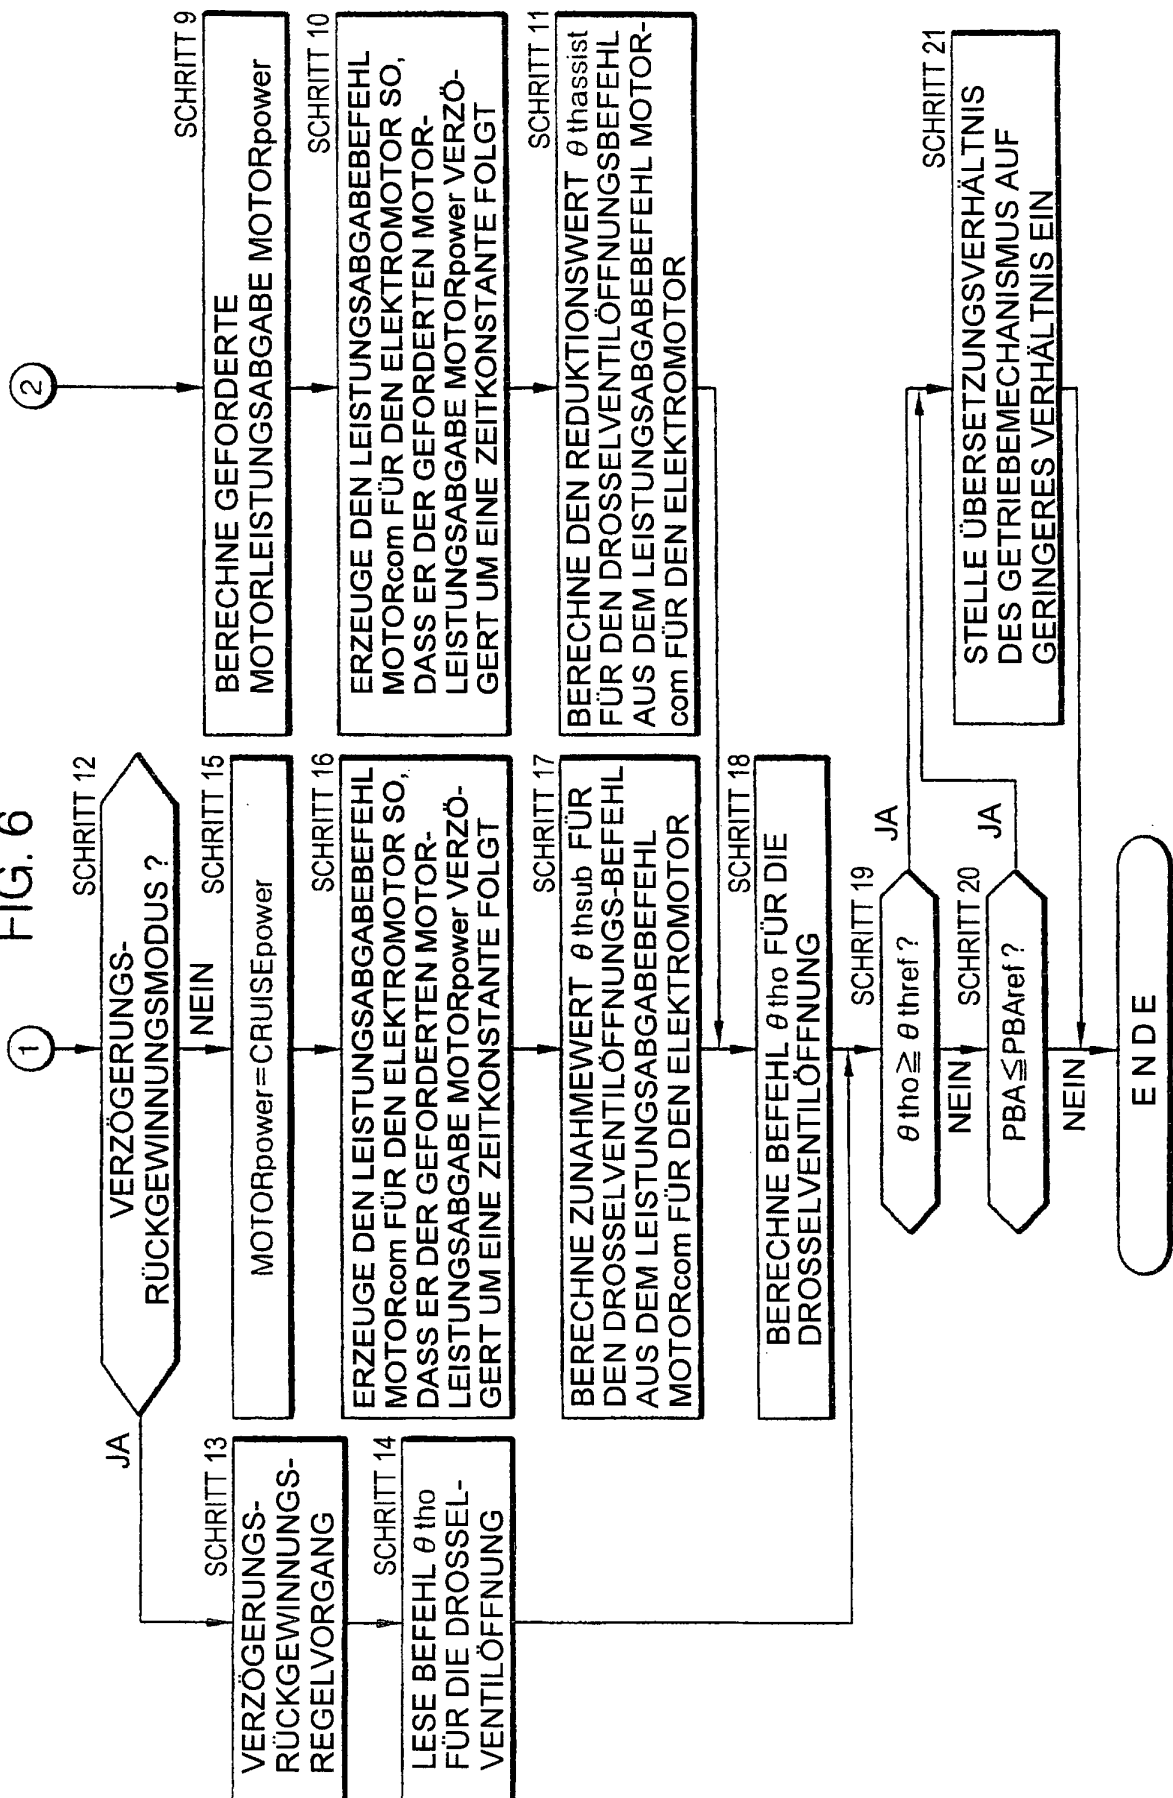 FIG. 6
1
SCHRITT 12
VERZÖGERUNGS-
RÜCKGEWINNUNGSMODUS ?
JA
NEIN
SCHRITT 13
VERZÖGERUNGS-
RÜCKGEWINNUNGS-
REGELVORGANG
SCHRITT 14
LESE BEFEHL θ tho
FÜR DIE DROSSEL-
VENTILÖFFNUNG
SCHRITT 15
MOTORpower=CRUISEpower
SCHRITT 16
ERZEUGE DEN LEISTUNGSABGABEBEFEHL
MOTORcom FÜR DEN ELEKTROMOTOR SO,
DASS ER DER GEFORDERTEN MOTOR-
LEISTUNGSABGABE MOTORpower VERZÖ-
GERT UM EINE ZEITKONSTANTE FOLGT
SCHRITT 17
BERECHNE ZUNAHMEWERT θ thsub FÜR
DEN DROSSELVENTILÖFFNUNGS-BEFEHL
AUS DEM LEISTUNGSABGABEBEFEHL
MOTORcom FÜR DEN ELEKTROMOTOR
SCHRITT 18
BERECHNE BEFEHL θ tho FÜR DIE
DROSSELVENTILÖFFNUNG
SCHRITT 19
θ tho≧ θ thref ?
JA
NEIN
SCHRITT 20
PBA≦PBAref ?
JA
NEIN
ENDE
2
SCHRITT 9
BERECHNE GEFORDERTE
MOTORLEISTUNGSABGABE MOTORpower
SCHRITT 10
ERZEUGE DEN LEISTUNGSABGABEBEFEHL
MOTORcom FÜR DEN ELEKTROMOTOR SO,
DASS ER DER GEFORDERTEN MOTOR-
LEISTUNGSABGABE MOTORpower VERZÖ-
GERT UM EINE ZEITKONSTANTE FOLGT
SCHRITT 11
BERECHNE DEN REDUKTIONSWERT θ thassist
FÜR DEN DROSSELVENTILÖFFNUNGSBEFEHL
AUS DEM LEISTUNGSABGABEBEFEHL MOTOR-
com FÜR DEN ELEKTROMOTOR
SCHRITT 21
STELLE ÜBERSETZUNGSVERHÄLTNIS
DES GETRIEBEMECHANISMUS AUF
GERINGERES VERHÄLTNIS EIN